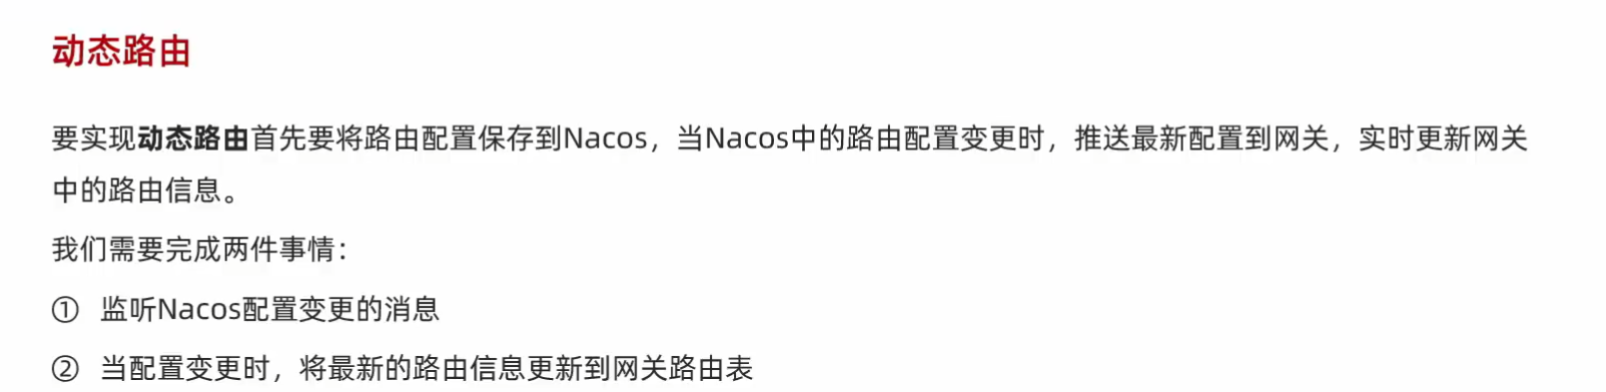 动态路由
要实现动态路由首先要将路由配置保存到Nacos，当Nacos中的路由配置变更时，推送最新配置到网关，实时更新网关
中的路由信息。
我们需要完成两件事情：
① 监听Nacos配置变更的消息
② 当配置变更时，将最新的路由信息更新到网关路由表